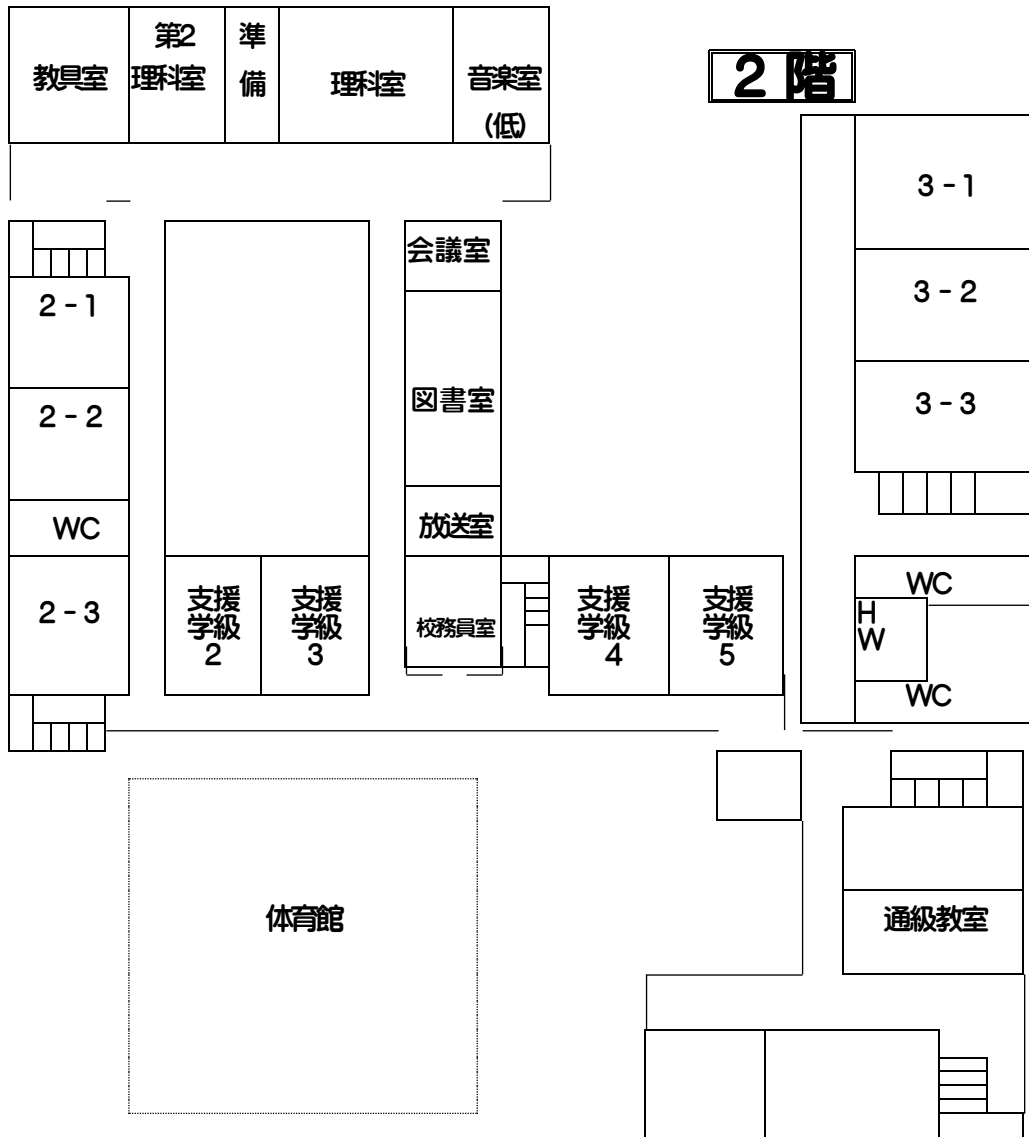 教具室
第2
理科室
準
備
理科室
音楽室
(低)
2 階
3-1
3-2
3-3
2-1
2-2
WC
2-3
会議室
図書室
放送室
校務員室
支援
学級
2
支援
学級
3
支援
学級
4
支援
学級
5
WC
H
W
WC
体育館
通級教室